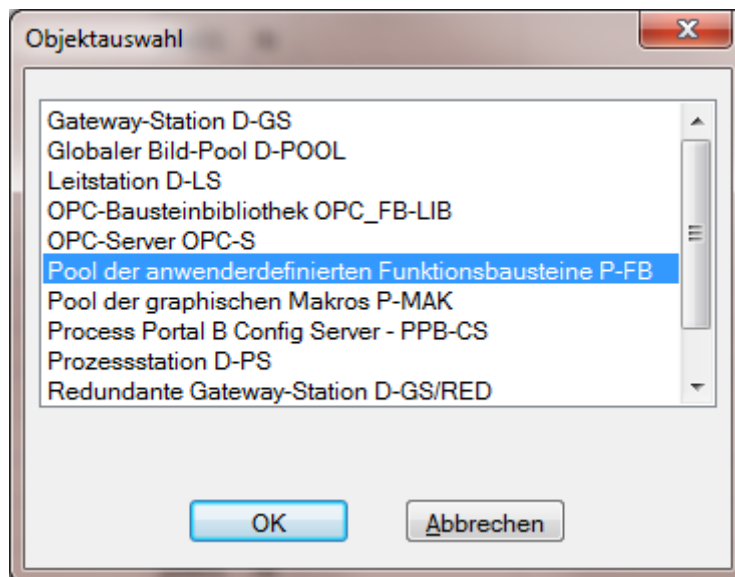 Objektauswahl
Gateway-Station D-GS
Globaler Bild-Pool D-POOL
Leitstation D-LS
OPC-Bausteinbibliothek OPC_FB-LIB
OPC-Server OPC-S
Pool der anwenderdefinierten Funktionsbausteine P-FB
Pool der graphischen Makros P-MAK
Process Portal B Config Server - PPB-CS
Prozessstation D-PS
Redundante Gateway-Station D-GS/RED
OK
Abbrechen